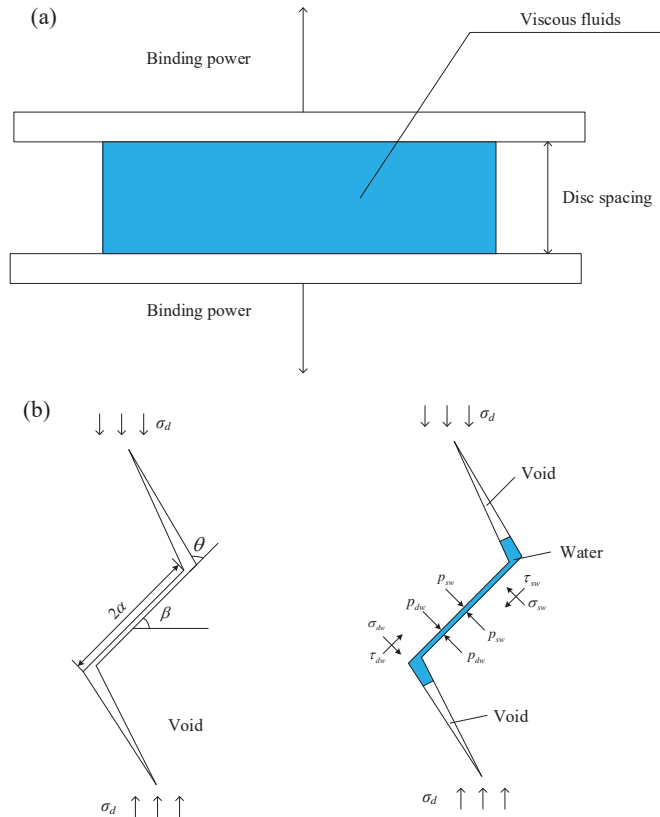 (a)
Viscous fluids
Binding power
Disc spacing
Binding power
(b)
σd
θ
2α
β
Void
σd
σd
Void
Water
τsw
σsw
psw
pdw
psw
σdw
τdw
pdw
Void
σd